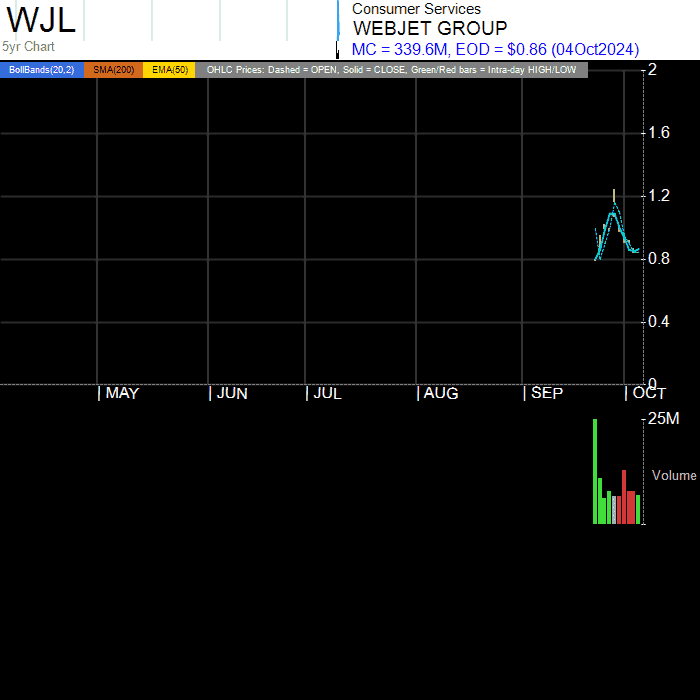 WJL
5yr Chart
Consumer Services
WEBJET GROUP
MC = 339.6M, EOD = $0.86 (04Oct2024)
BollBands(20,2) SMA(200) EMA(50) OHLC Prices: Dashed = OPEN, Solid = CLOSE, Green/Red bars = Intra-day HIGH/LOW
2
1.6
1.2
0.8
0.4
0
MAY JUN JUL AUG SEP OCT
25M
Volume